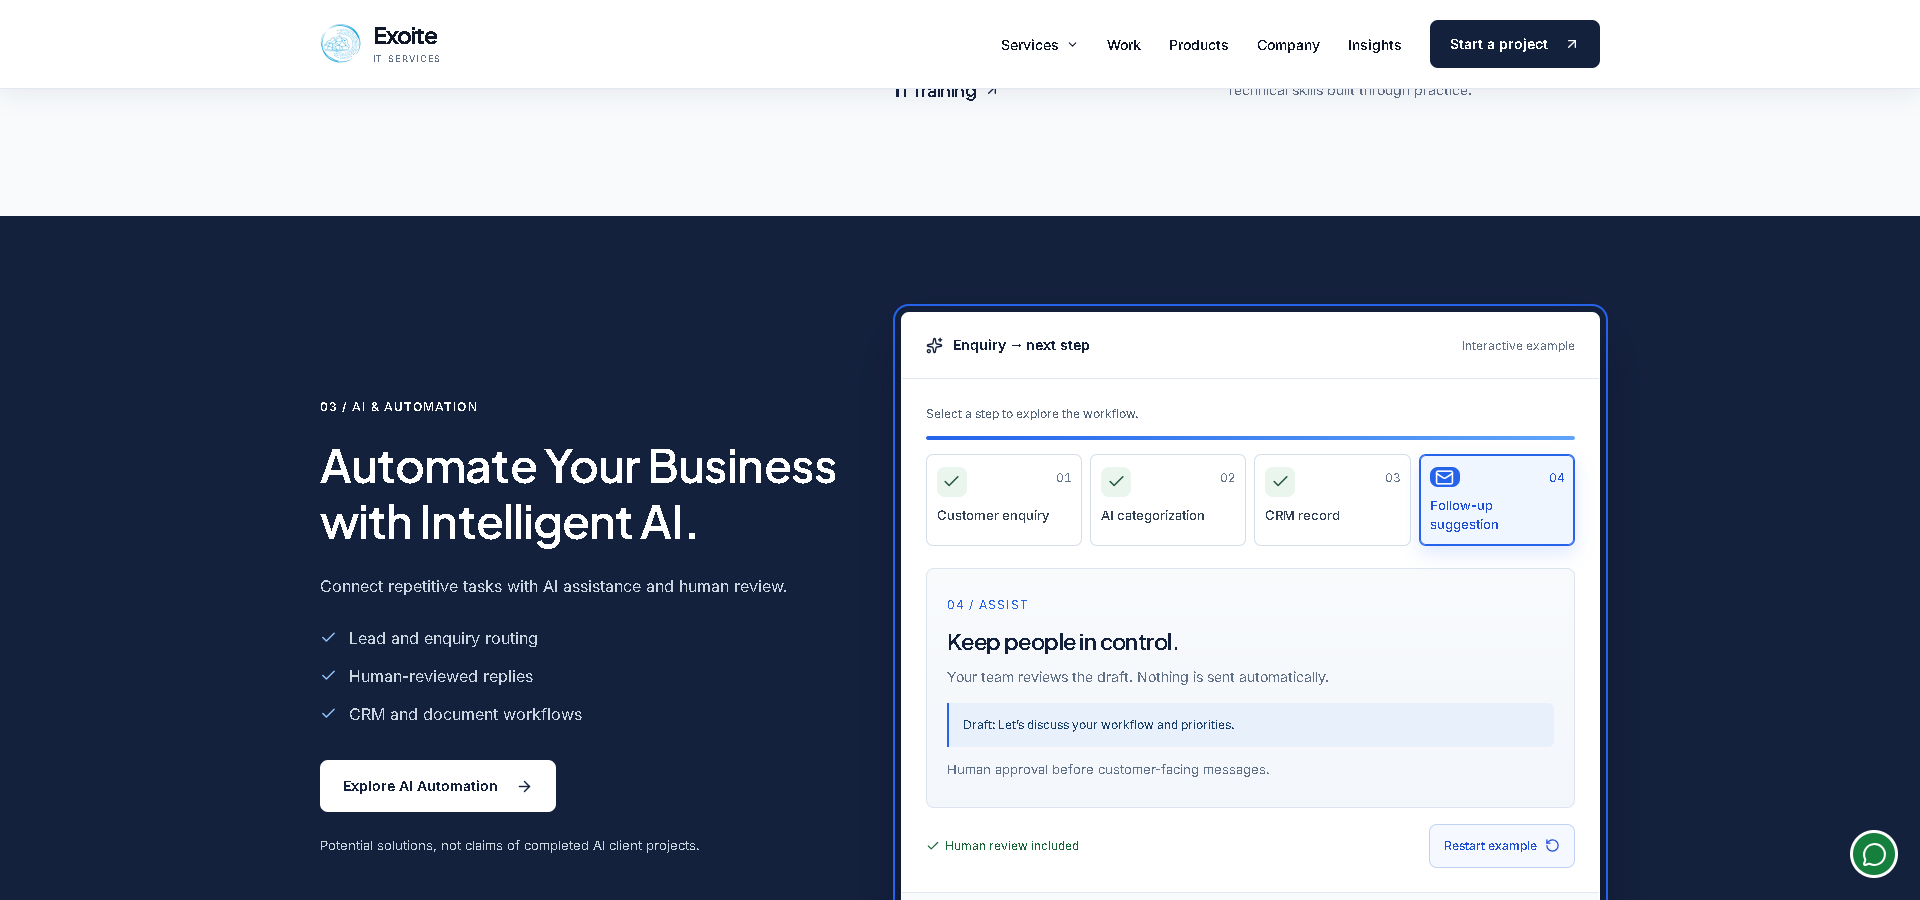 Exoite
IT SERVICES
Services
Work
Products
Company
Insights
Start a project
IT Training
Technical skills built through practice.
03 / AI & AUTOMATION
Automate Your Business
with Intelligent AI.
Connect repetitive tasks with AI assistance and human review.
Lead and enquiry routing
Human-reviewed replies
CRM and document workflows
Explore AI Automation →
Potential solutions, not claims of completed AI client projects.
Enquiry → next step
Interactive example
Select a step to explore the workflow.
01
Customer enquiry
02
AI categorization
03
CRM record
04
Follow-up
suggestion
04 / ASSIST
Keep people in control.
Your team reviews the draft. Nothing is sent automatically.
Draft: Let's discuss your workflow and priorities.
Human approval before customer-facing messages.
Human review included
Restart example